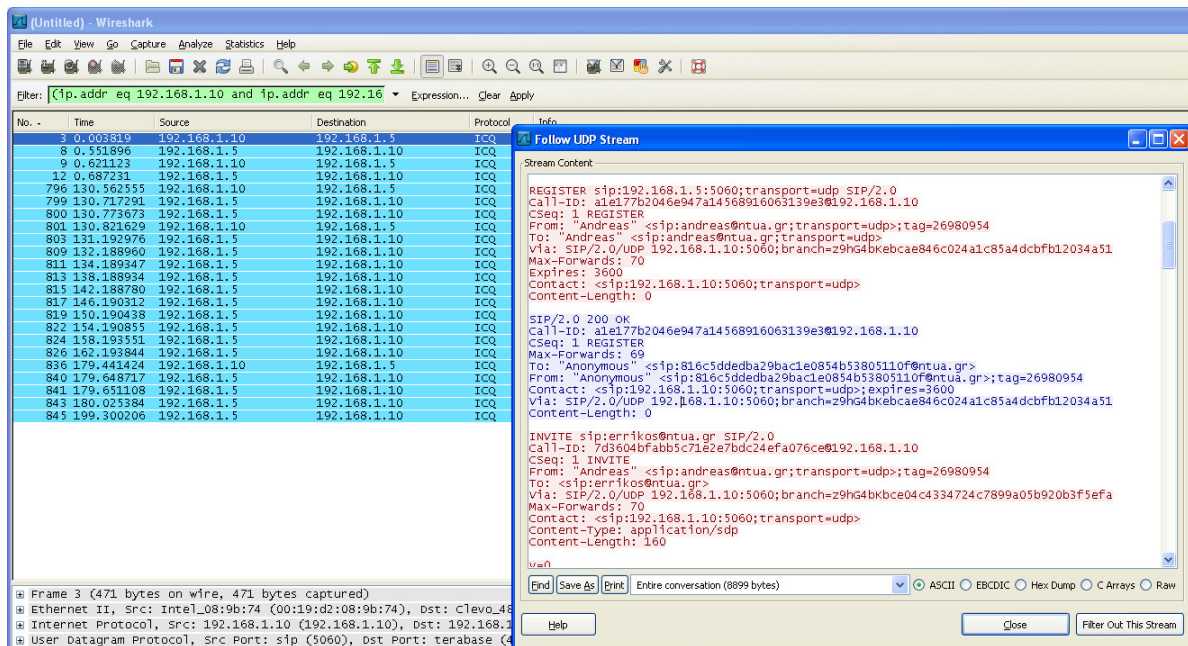 (Untitled) - Wireshark
File Edit View Go Capture Analyze Statistics Help
Filter: (ip.addr eq 192.168.1.10 and ip.addr eq 192.16 Expression... Clear Apply
No. - Time Source Destination Protocol Info
3 0.003819 192.168.1.10 192.168.1.5 ICQ
8 0.551896 192.168.1.5 192.168.1.10 ICQ
9 0.621123 192.168.1.10 192.168.1.5 ICQ
12 0.687231 192.168.1.5 192.168.1.10 ICQ
796 130.562555 192.168.1.10 192.168.1.5 ICQ
799 130.717291 192.168.1.5 192.168.1.10 ICQ
800 130.773673 192.168.1.5 192.168.1.10 ICQ
801 130.821629 192.168.1.10 192.168.1.5 ICQ
803 131.192976 192.168.1.5 192.168.1.10 ICQ
809 132.188960 192.168.1.5 192.168.1.10 ICQ
811 134.189347 192.168.1.5 192.168.1.10 ICQ
813 138.188934 192.168.1.5 192.168.1.10 ICQ
815 142.188780 192.168.1.5 192.168.1.10 ICQ
817 146.190312 192.168.1.5 192.168.1.10 ICQ
819 150.190438 192.168.1.5 192.168.1.10 ICQ
822 154.190855 192.168.1.5 192.168.1.10 ICQ
824 158.193551 192.168.1.5 192.168.1.10 ICQ
826 162.193844 192.168.1.5 192.168.1.10 ICQ
836 179.441424 192.168.1.10 192.168.1.5 ICQ
840 179.648717 192.168.1.5 192.168.1.10 ICQ
841 179.651108 192.168.1.5 192.168.1.10 ICQ
843 180.025384 192.168.1.5 192.168.1.10 ICQ
845 199.300206 192.168.1.5 192.168.1.10 ICQ
Frame 3 (471 bytes on wire, 471 bytes captured)
Ethernet II, Src: Intel_08:9b:74 (00:19:d2:08:9b:74), Dst: Clevo_48
Internet Protocol, Src: 192.168.1.10 (192.168.1.10), Dst: 192.168.1
User Datagram Protocol, Src Port: sip (5060), Dst Port: terabase (4
Follow UDP Stream
Stream Content
REGISTER sip:192.168.1.5:5060;transport=udp SIP/2.0
Call-ID: a1e177b2046e947a14568916063139e3@192.168.1.10
CSeq: 1 REGISTER
From: "Andreas" <sip:andreas@ntua.gr;transport=udp>;tag=26980954
To: "Andreas" <sip:andreas@ntua.gr;transport=udp>
Via: SIP/2.0/UDP 192.168.1.10:5060;branch=z9hG4bKebcae846c024a1c85a4dcbfb12034a51
Max-Forwards: 70
Expires: 3600
Contact: <sip:192.168.1.10:5060;transport=udp>
Content-Length: 0
SIP/2.0 200 OK
Call-ID: a1e177b2046e947a14568916063139e3@192.168.1.10
CSeq: 1 REGISTER
Max-Forwards: 69
To: "Anonymous" <sip:816c5ddedba29bac1e0854b53805110f@ntua.gr>
From: "Anonymous" <sip:816c5ddedba29bac1e0854b53805110f@ntua.gr>;tag=26980954
Contact: <sip:192.168.1.10:5060;transport=udp>;expires=3600
Via: SIP/2.0/UDP 192.168.1.10:5060;branch=z9hG4bKebcae846c024a1c85a4dcbfb12034a51
Content-Length: 0
INVITE sip:errikos@ntua.gr SIP/2.0
Call-ID: 7d3604bfabb5c71e2e7bdc24efa076ce@192.168.1.10
CSeq: 1 INVITE
From: "Andreas" <sip:andreas@ntua.gr;transport=udp>;tag=26980954
To: <sip:errikos@ntua.gr>
Via: SIP/2.0/UDP 192.168.1.10:5060;branch=z9hG4bKbce04c4334724c7899a05b920b3f5efa
Max-Forwards: 70
Contact: <sip:192.168.1.10:5060;transport=udp>
Content-Type: application/sdp
Content-Length: 160
v=0
Find Save As Print Entire conversation (8899 bytes) ASCII EBCDIC Hex Dump C Arrays Raw
Help Close Filter Out This Stream